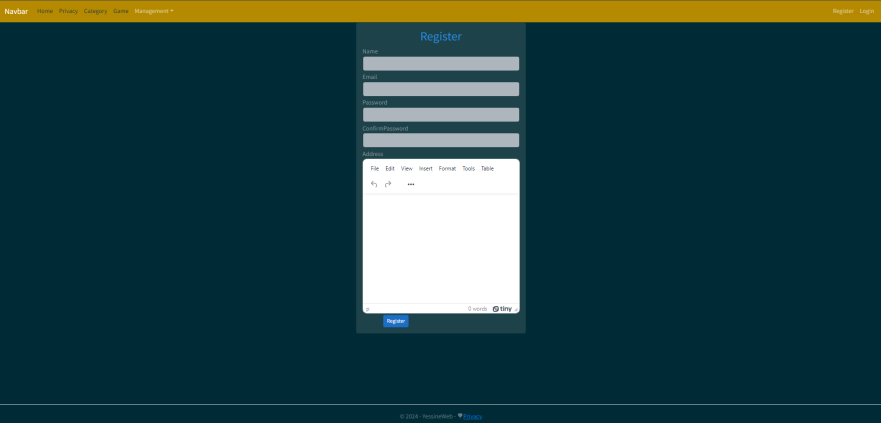 Navbar Home Privacy Category Game Management Register Login
Register
Name
Email
Password
ConfirmPassword
Address
File Edit View Insert Format Tools Table
p 0 words tiny
Register
© 2024 - YessineWeb - Privacy